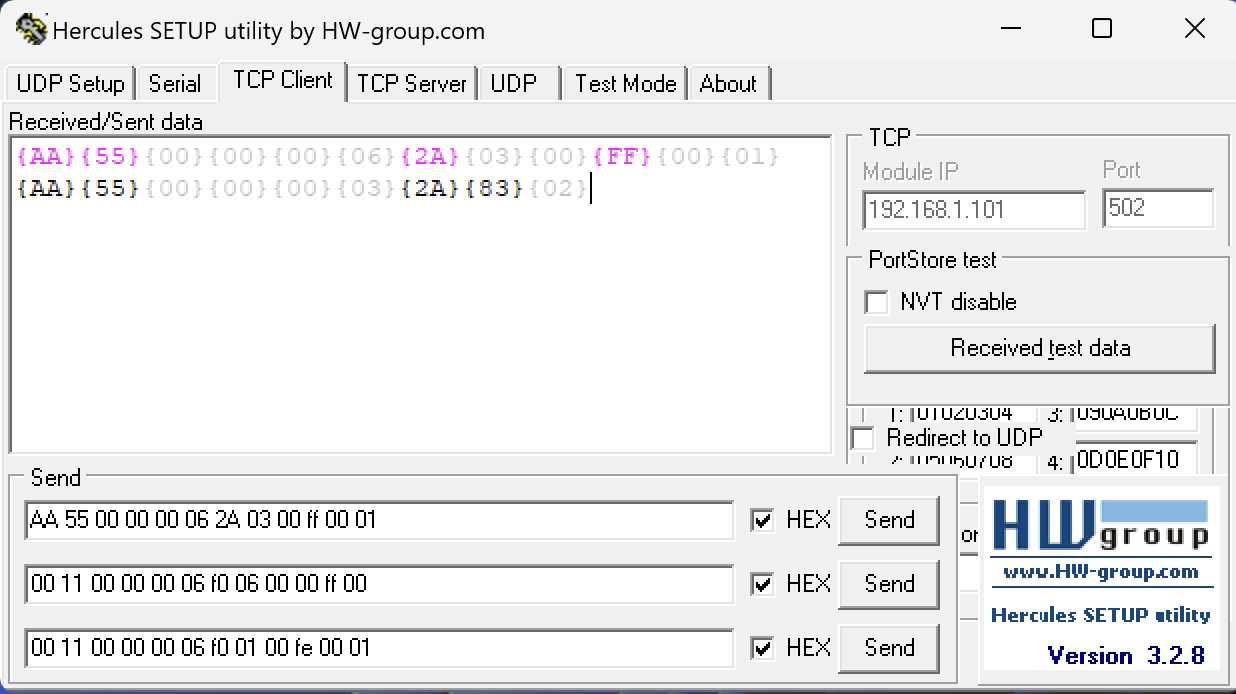 Hercules SETUP utility by HW-group.com
UDP Setup Serial TCP Client TCP Server UDP Test Mode About
Received/Sent data
{AA}{55}{00}{00}{00}{06}{2A}{03}{00}{FF}{00}{01}
{AA}{55}{00}{00}{00}{03}{2A}{83}{02}
TCP
Module IP Port
192.168.1.101 502
PortStore test
NVT disable
Received test data
1: 01020304 3: 090A0B0C
Redirect to UDP
2: 05060708 4: 0D0E0F10
Send
AA 55 00 00 00 06 2A 03 00 ff 00 01 HEX Send
00 11 00 00 00 06 f0 06 00 00 ff 00 HEX Send
00 11 00 00 00 06 f0 01 00 fe 00 01 HEX Send
HW group
www.HW-group.com
Hercules SETUP utility
Version 3.2.8